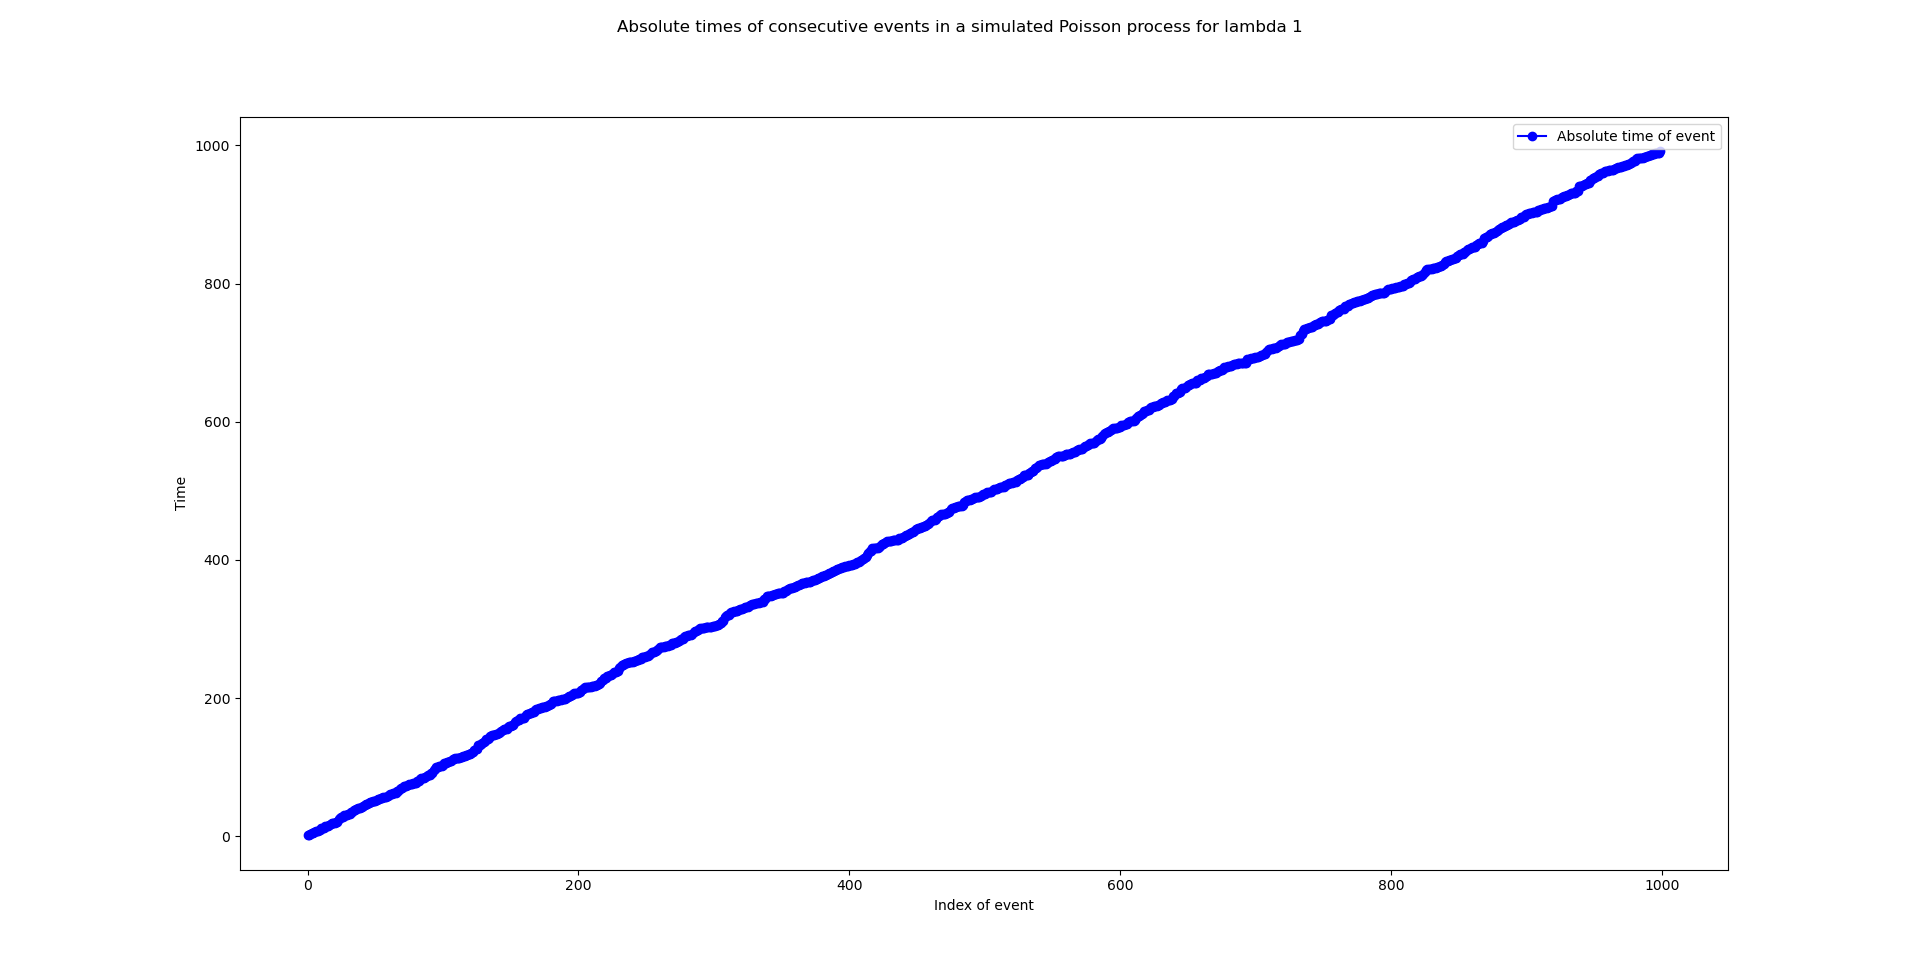 Absolute times of consecutive events in a simulated Poisson process for lambda 1
Absolute time of event
1000
800
600
400
200
0
Time
0 200 400 600 800 1000
Index of event